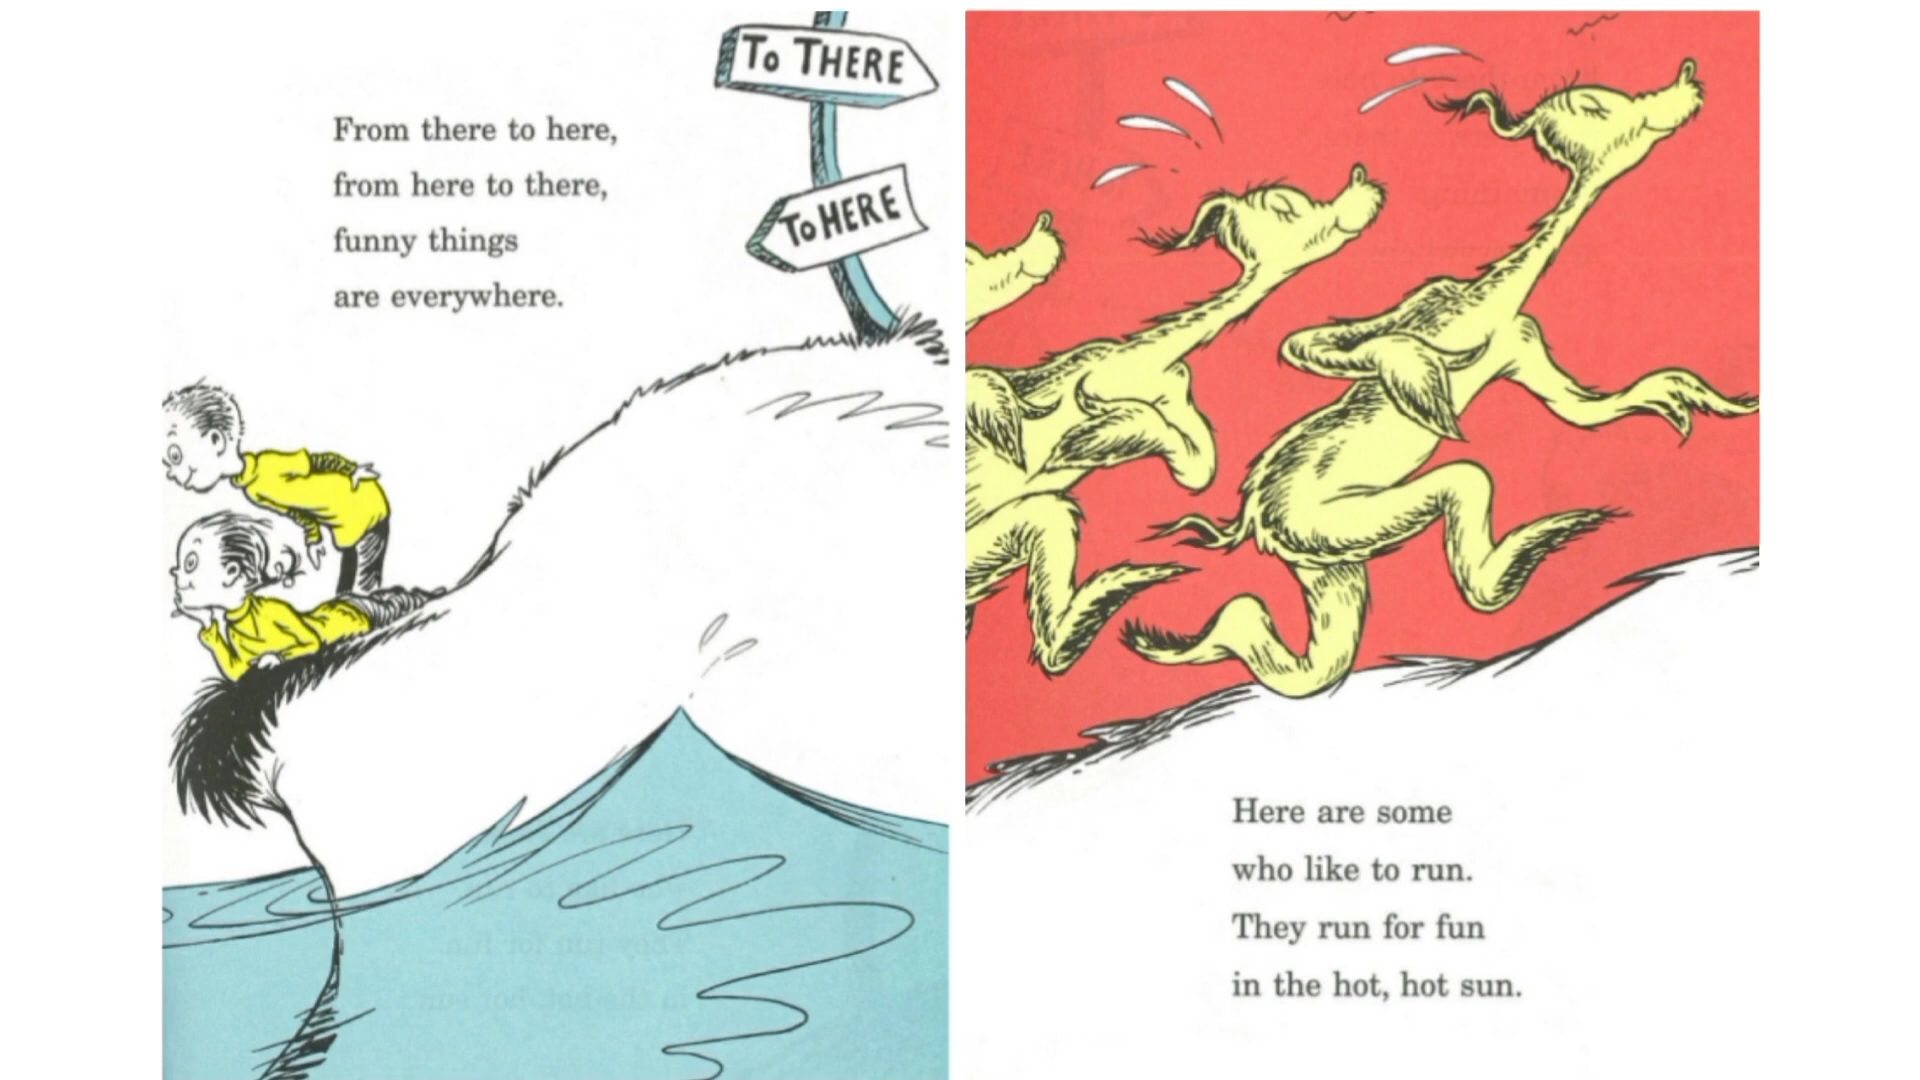 To THERE
To HERE
From there to here,
from here to there,
funny things
are everywhere.
Here are some
who like to run.
They run for fun
in the hot, hot sun.